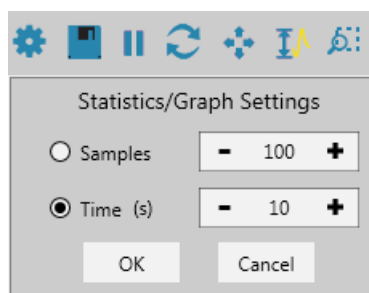 Statistics/Graph Settings
Samples - 100 +
Time (s) - 10 +
OK Cancel